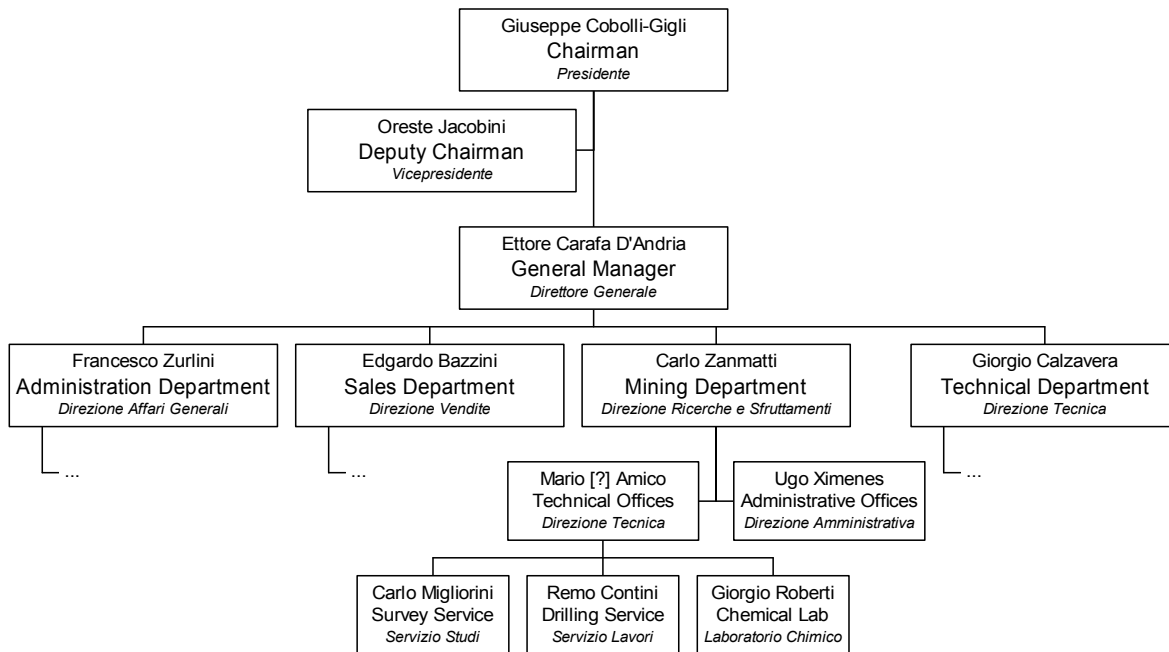 Giuseppe Cobolli-Gigli
Chairman
Presidente
Oreste Jacobini
Deputy Chairman
Vicepresidente
Ettore Carafa D'Andria
General Manager
Direttore Generale
Francesco Zurlini
Administration Department
Direzione Affari Generali
...
Edgardo Bazzini
Sales Department
Direzione Vendite
...
Carlo Zanmatti
Mining Department
Direzione Ricerche e Sfruttamenti
Giorgio Calzavera
Technical Department
Direzione Tecnica
...
Mario [?] Amico
Technical Offices
Direzione Tecnica
Ugo Ximenes
Administrative Offices
Direzione Amministrativa
Carlo Migliorini
Survey Service
Servizio Studi
Remo Contini
Drilling Service
Servizio Lavori
Giorgio Roberti
Chemical Lab
Laboratorio Chimico